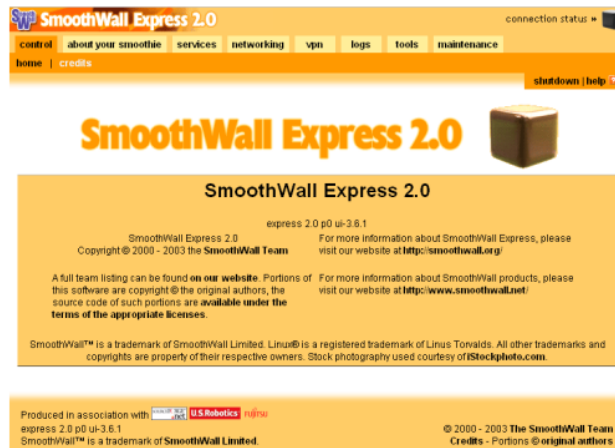 SmoothWall Express 2.0
connection status »
control about your smoothie services networking vpn logs tools maintenance
home | credits
shutdown | help
SmoothWall Express 2.0
SmoothWall Express 2.0
express 2.0 p0 ui-3.6.1
SmoothWall Express 2.0
Copyright © 2000 - 2003 the SmoothWall Team
For more information about SmoothWall Express, please
visit our website at http://smoothwall.org/
A full team listing can be found on our website. Portions of
this software are copyright © the original authors, the
source code of such portions are available under the
terms of the appropriate licenses.
For more information about SmoothWall products, please
visit our website at http://www.smoothwall.net/
SmoothWall™ is a trademark of SmoothWall Limited. Linux® is a registered trademark of Linus Torvalds. All other trademarks and
copyrights are property of their respective owners. Stock photography used courtesy of iStockphoto.com.
Produced in association with U.S.Robotics
express 2.0 p0 ui-3.6.1
SmoothWall™ is a trademark of SmoothWall Limited.
© 2000 - 2003 The SmoothWall Team
Credits - Portions © original authors